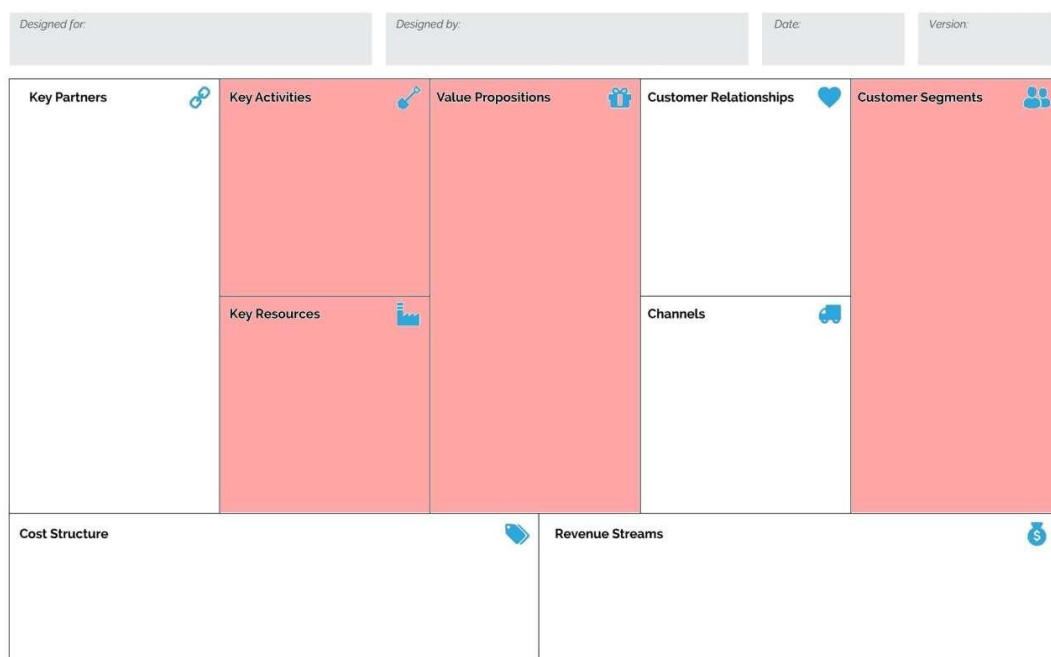 Designed for:
Designed by:
Date:
Version:
Key Partners
Key Activities
Value Propositions
Customer Relationships
Customer Segments
Key Resources
Channels
Cost Structure
Revenue Streams
$